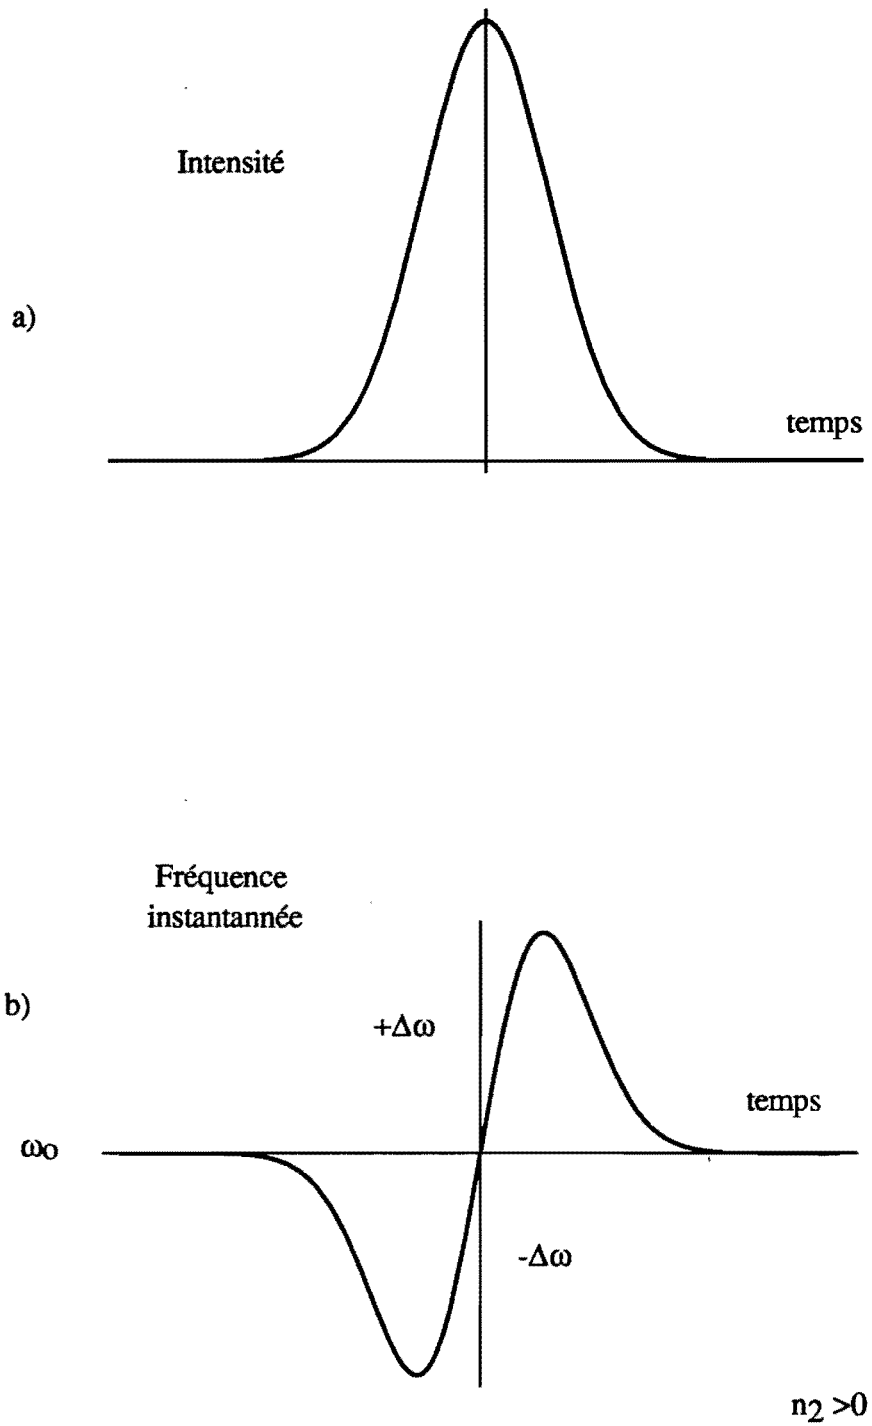 Intensité
a)
temps
Fréquence
instantannée
b)
+Δω
temps
ωo
-Δω
n2 >0